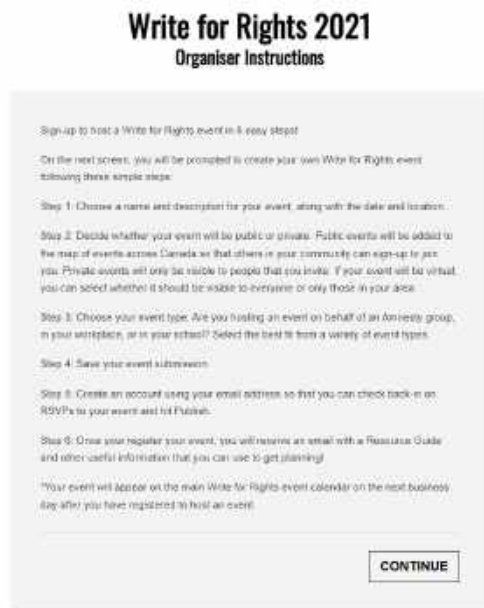 Write for Rights 2021
Organiser Instructions
Sign-up to host a Write for Rights event in 6 easy steps!
On the next screen, you will be prompted to create your own Write for Rights event
following these simple steps:
Step 1: Choose a name and description for your event, along with the date and location.
Step 2: Decide whether your event will be public or private. Public events will be added to
the map of events across Canada so that others in your community can sign-up to join
you. Private events will only be visible to people that you invite. If your event will be virtual,
you can select whether it should be visible to everyone or only those in your area.
Step 3: Choose your event type. Are you hosting an event on behalf of an Amnesty group,
in your workplace, or in your school? Select the best fit from a variety of event types.
Step 4: Save your event submission.
Step 5: Create an account using your email address so that you can check back-in on
RSVPs to your event and hit Publish.
Step 6: Once your register your event, you will receive an email with a Resource Guide
and other useful information that you can use to get planning!
*Your event will appear on the main Write for Rights event calendar on the next business
day after you have registered to host an event.
CONTINUE